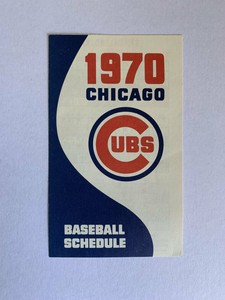 1970
CHICAGO
CUBS
BASEBALL
SCHEDULE